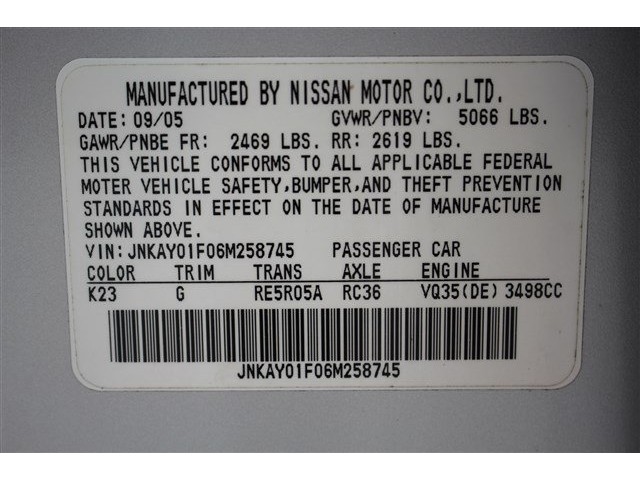 MANUFACTURED BY NISSAN MOTOR CO.,LTD.
DATE: 09/05 GVWR/PNBV: 5066 LBS.
GAWR/PNBE FR: 2469 LBS. RR: 2619 LBS.
THIS VEHICLE CONFORMS TO ALL APPLICABLE FEDERAL
MOTER VEHICLE SAFETY,BUMPER,AND THEFT PREVENTION
STANDARDS IN EFFECT ON THE DATE OF MANUFACTURE
SHOWN ABOVE.
VIN: JNKAY01F06M258745 PASSENGER CAR
COLOR TRIM TRANS AXLE ENGINE
K23 G RE5R05A RC36 VQ35(DE) 3498CC
JNKAY01F06M258745